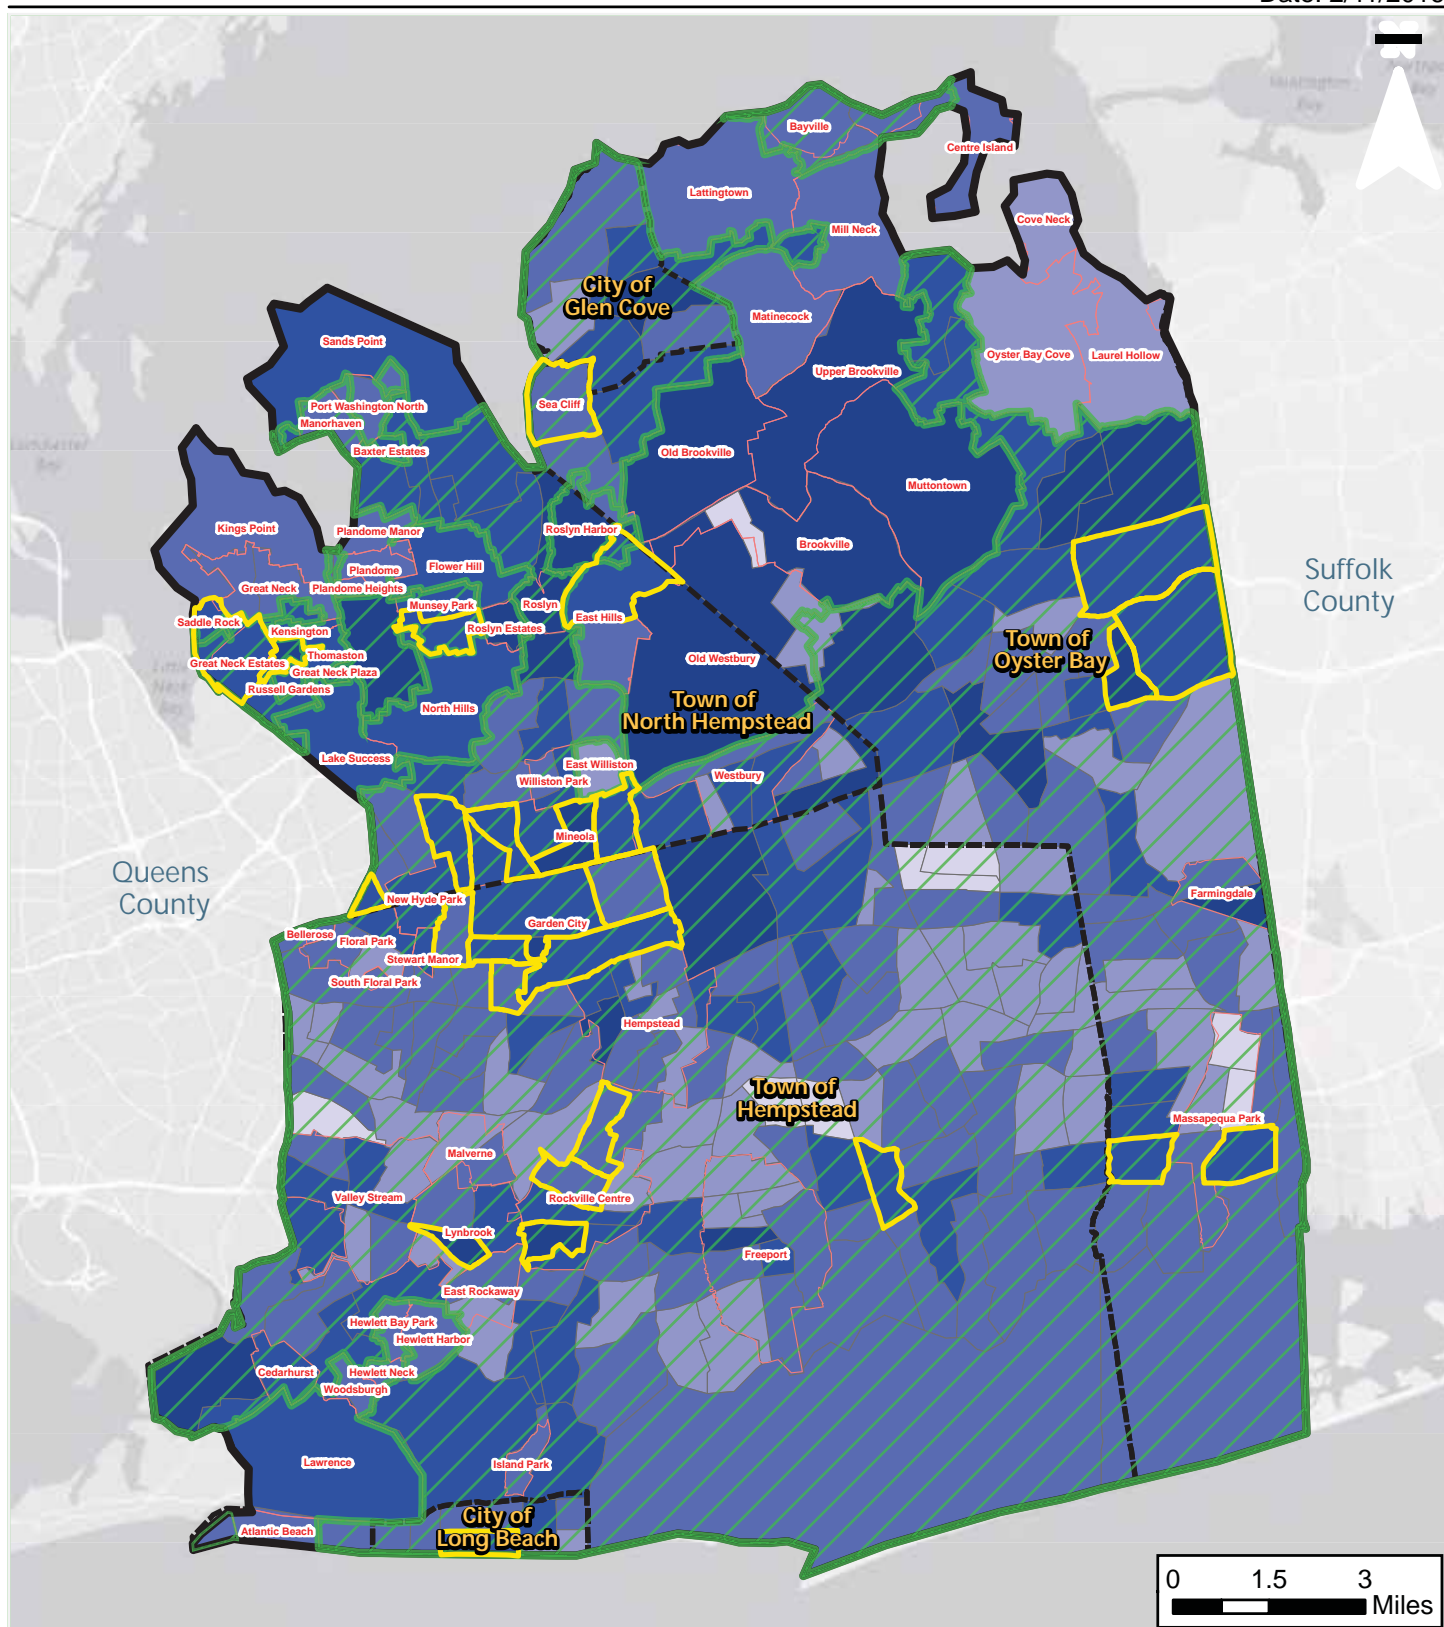 Bayville
Centre Island
Lattingtown
Cove Neck
Mill Neck
City of
Glen Cove
Matinecock
Sands Point
Oyster Bay Cove
Laurel Hollow
Upper Brookville
Sea Cliff
Port Washington North
Manorhaven
Baxter Estates
Old Brookville
Muttontown
Kings Point
Plandome Manor
Roslyn Harbor
Brookville
Plandome
Flower Hill
Suffolk
County
Great Neck
Plandome Heights
Munsey Park
Roslyn
Saddle Rock
East Hills
Kensington
Roslyn Estates
Town of
Oyster Bay
Great Neck Estates
Thomaston
Old Westbury
Great Neck Plaza
Russell Gardens
North Hills
Town of
North Hempstead
Lake Success
East Williston
Williston Park
Westbury
Mineola
Queens
County
New Hyde Park
Farmingdale
Garden City
Bellerose
Floral Park
Stewart Manor
South Floral Park
Hempstead
Town of
Hempstead
Massapequa Park
Malverne
Valley Stream
Rockville Centre
Lynbrook
Freeport
East Rockaway
Hewlett Bay Park
Hewlett Harbor
Cedarhurst
Hewlett Neck
Woodsburgh
Lawrence
Island Park
City of
Long Beach
Atlantic Beach
0 1.5 3
Miles